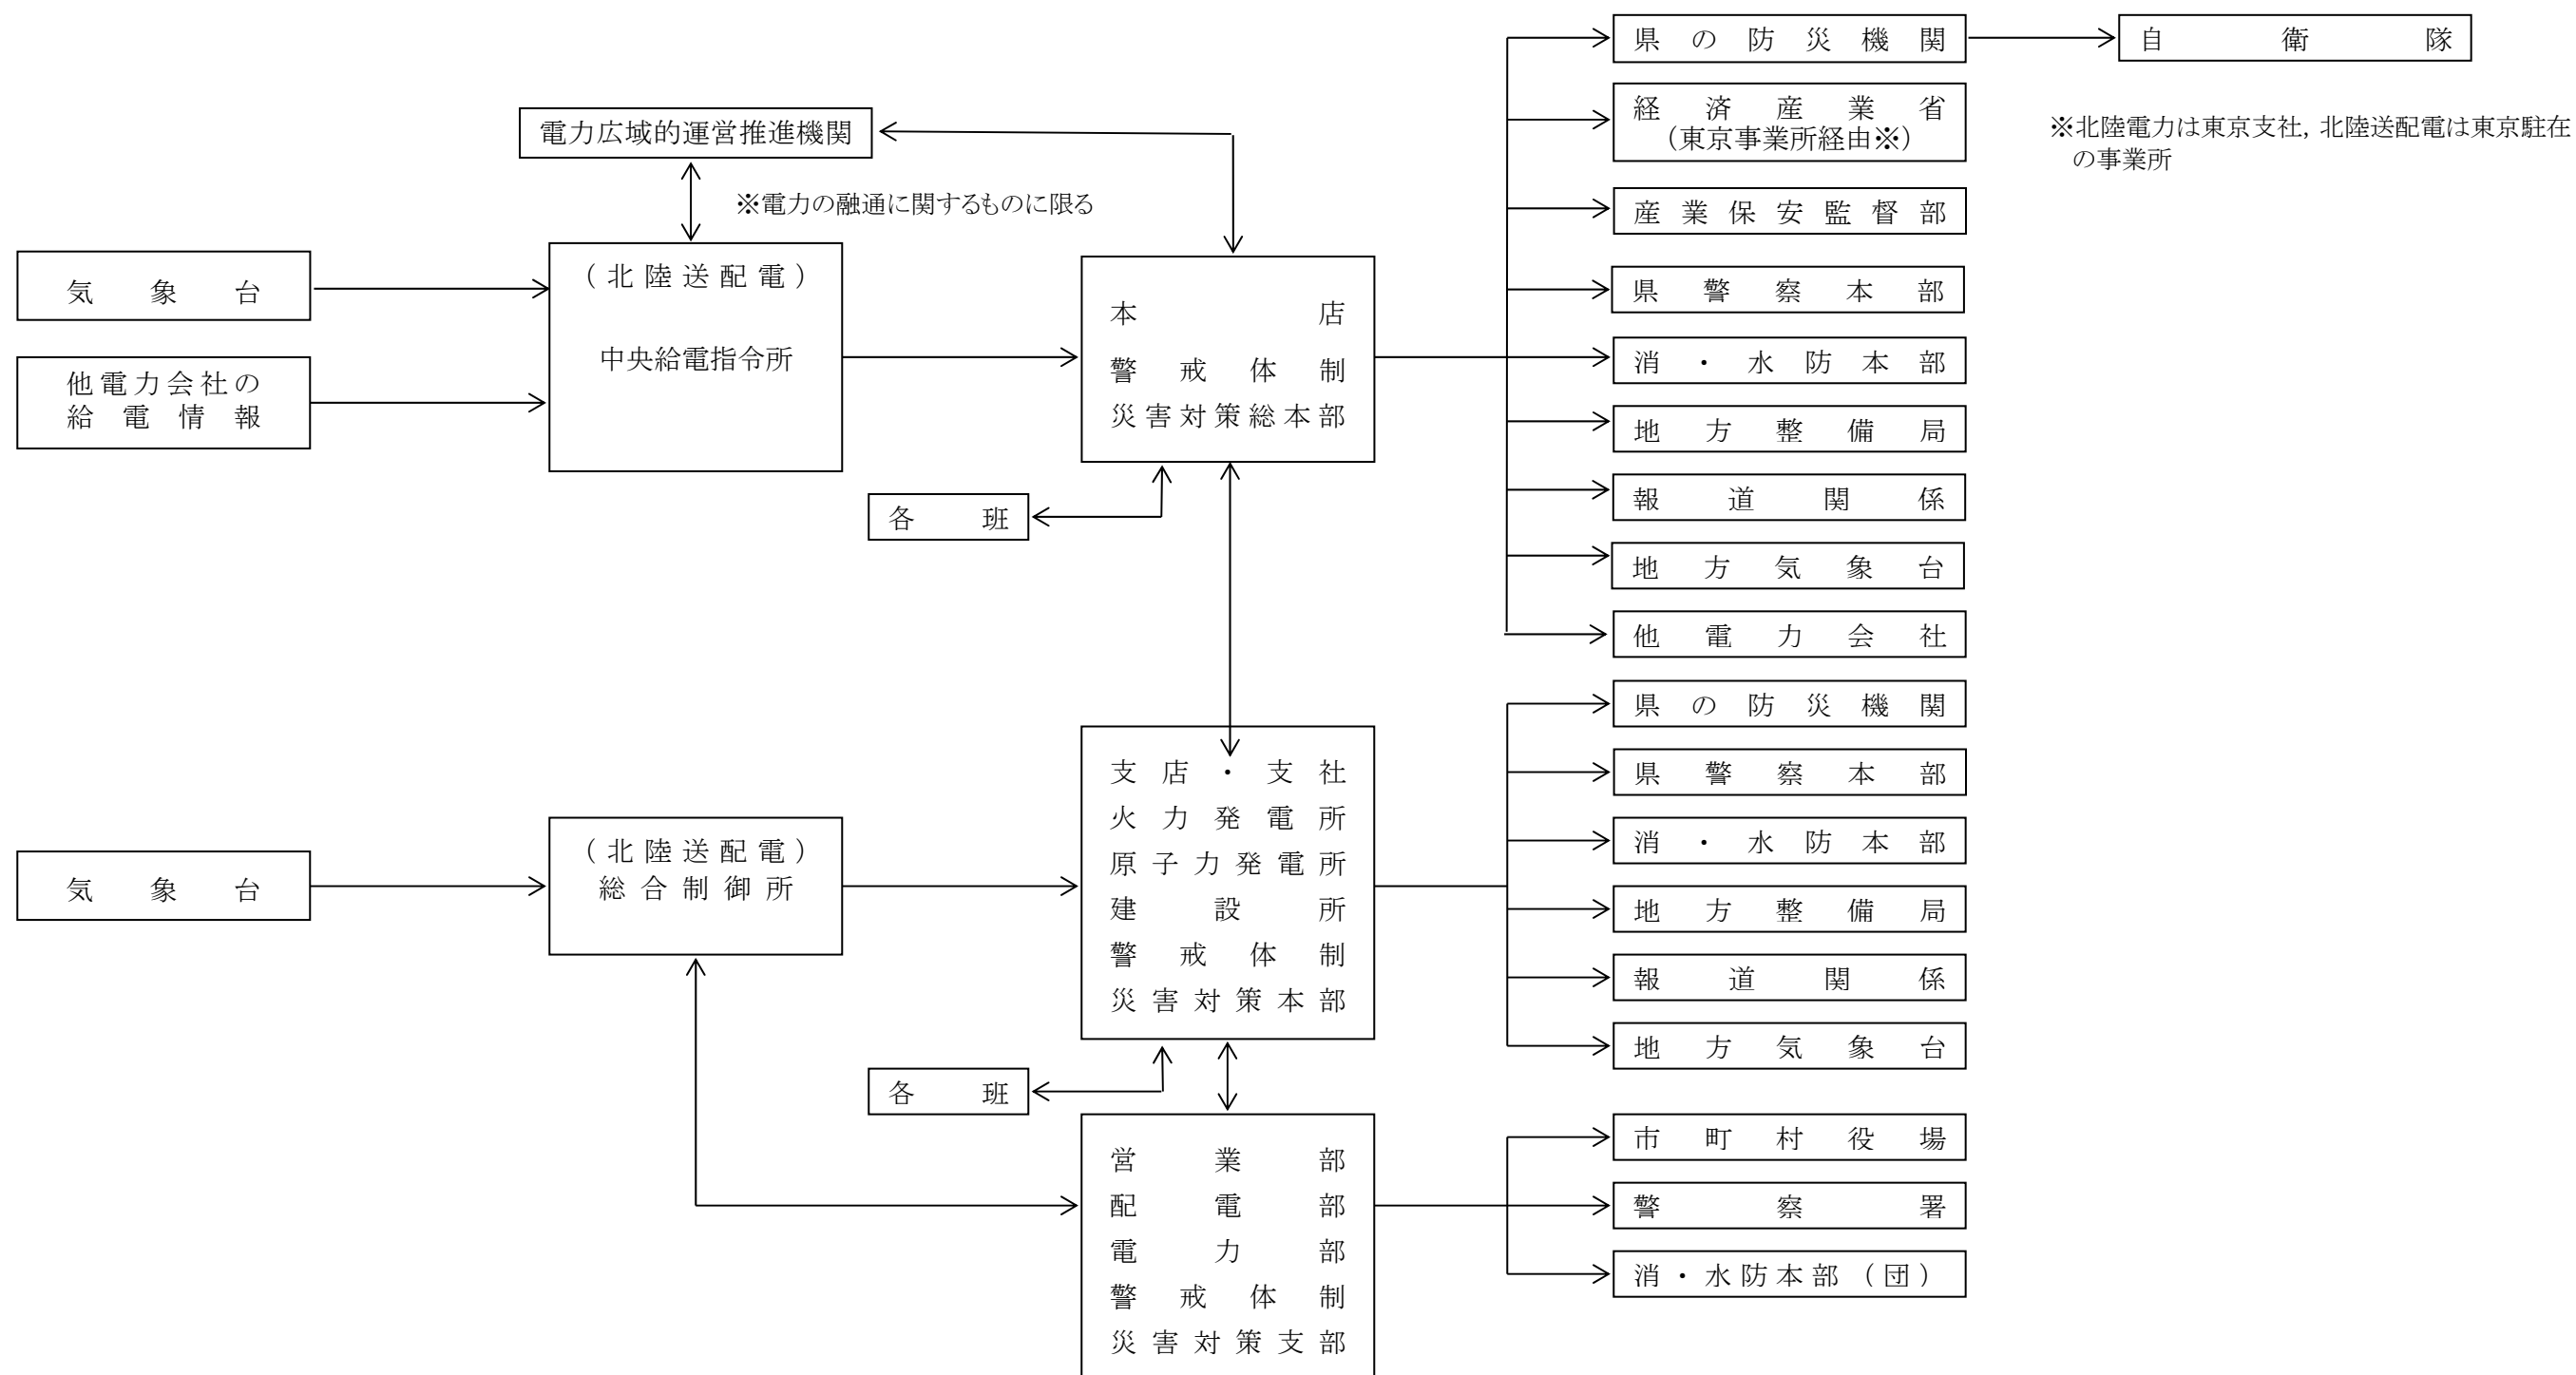 電力広域的運営推進機関
※電力の融通に関するものに限る
気象台
他電力会社の
給電情報
（北陸送配電）
中央給電指令所
本店
警戒体制
災害対策総本部
各班
県の防災機関
自衛隊
経済産業省
（東京事業所経由※）
※北陸電力は東京支社，北陸送配電は東京駐在
の事業所
産業保安監督部
県警察本部
消・水防本部
地方整備局
報道関係
地方気象台
他電力会社
気象台
（北陸送配電）
総合制御所
支店・支社
火力発電所
原子力発電所
建設所
警戒体制
災害対策本部
各班
県の防災機関
県警察本部
消・水防本部
地方整備局
報道関係
地方気象台
営業部
配電部
電力部
警戒体制
災害対策支部
市町村役場
警察署
消・水防本部（団）